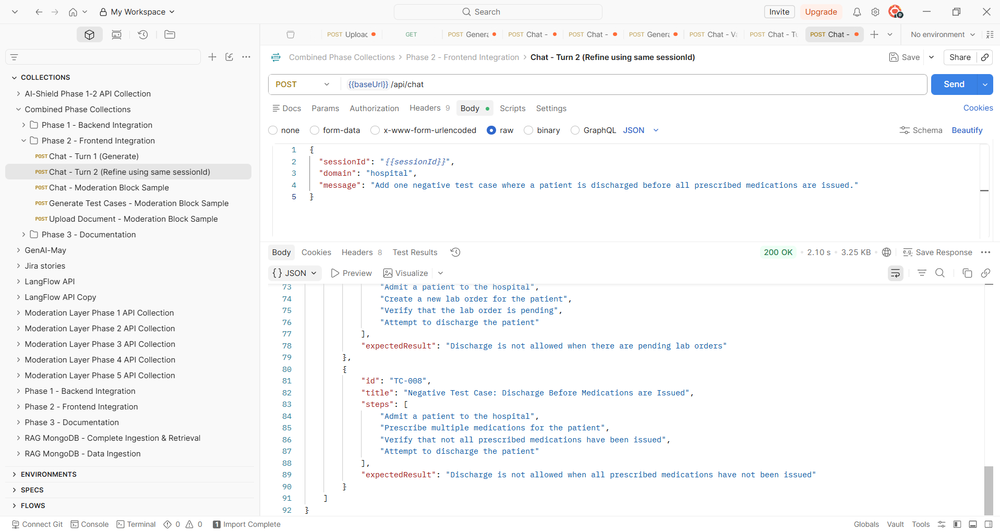 My Workspace
Search
Invite
Upgrade
POST Upload
GET
POST Genera
POST Chat -
POST Chat -
POST Genera
POST Chat - Va
POST Chat - Tu
POST Chat -
No environment
HTTP
Combined Phase Collections > Phase 2 - Frontend Integration > Chat - Turn 2 (Refine using same sessionId)
Save
Share
COLLECTIONS
AI-Shield Phase 1-2 API Collection
Combined Phase Collections
Phase 1 - Backend Integration
Phase 2 - Frontend Integration
POST Chat - Turn 1 (Generate)
POST Chat - Turn 2 (Refine using same sessionId)
POST Chat - Moderation Block Sample
POST Generate Test Cases - Moderation Block Sample
POST Upload Document - Moderation Block Sample
Phase 3 - Documentation
GenAI-May
Jira stories
LangFlow API
LangFlow API Copy
Moderation Layer Phase 1 API Collection
Moderation Layer Phase 2 API Collection
Moderation Layer Phase 3 API Collection
Moderation Layer Phase 4 API Collection
Moderation Layer Phase 5 API Collection
Phase 1 - Backend Integration
Phase 2 - Frontend Integration
Phase 3 - Documentation
RAG MongoDB - Complete Ingestion & Retrieval
RAG MongoDB - Data Ingestion
ENVIRONMENTS
SPECS
FLOWS
POST
{{baseUrl}} /api/chat
Send
Docs Params Authorization Headers 9 Body Scripts Settings
Cookies
none form-data x-www-form-urlencoded raw binary GraphQL JSON
Schema
Beautify
1 {
2 "sessionId": "{{sessionId}}",
3 "domain": "hospital",
4 "message": "Add one negative test case where a patient is discharged before all prescribed medications are issued."
5 }
Body Cookies Headers 8 Test Results
200 OK • 2.10 s • 3.25 KB
e.g. Save Response
{} JSON
Preview
Visualize
73 "Admit a patient to the hospital",
74 "Create a new lab order for the patient",
75 "Verify that the lab order is pending",
76 "Attempt to discharge the patient"
77 ],
78 "expectedResult": "Discharge is not allowed when there are pending lab orders"
79 },
80 {
81 "id": "TC-008",
82 "title": "Negative Test Case: Discharge Before Medications are Issued",
83 "steps": [
84 "Admit a patient to the hospital",
85 "Prescribe multiple medications for the patient",
86 "Verify that not all prescribed medications have been issued",
87 "Attempt to discharge the patient"
88 ],
89 "expectedResult": "Discharge is not allowed when all prescribed medications have not been issued"
90 }
91 ]
92 }
Connect Git
Console
Terminal
0
0
1 Import Complete
Globals
Vault
Tools